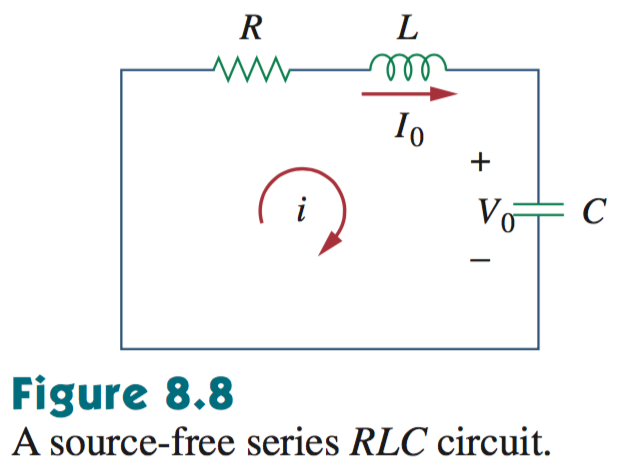 R
L
I₀
+
i
V₀
C
–
Figure 8.8
A source-free series RLC circuit.